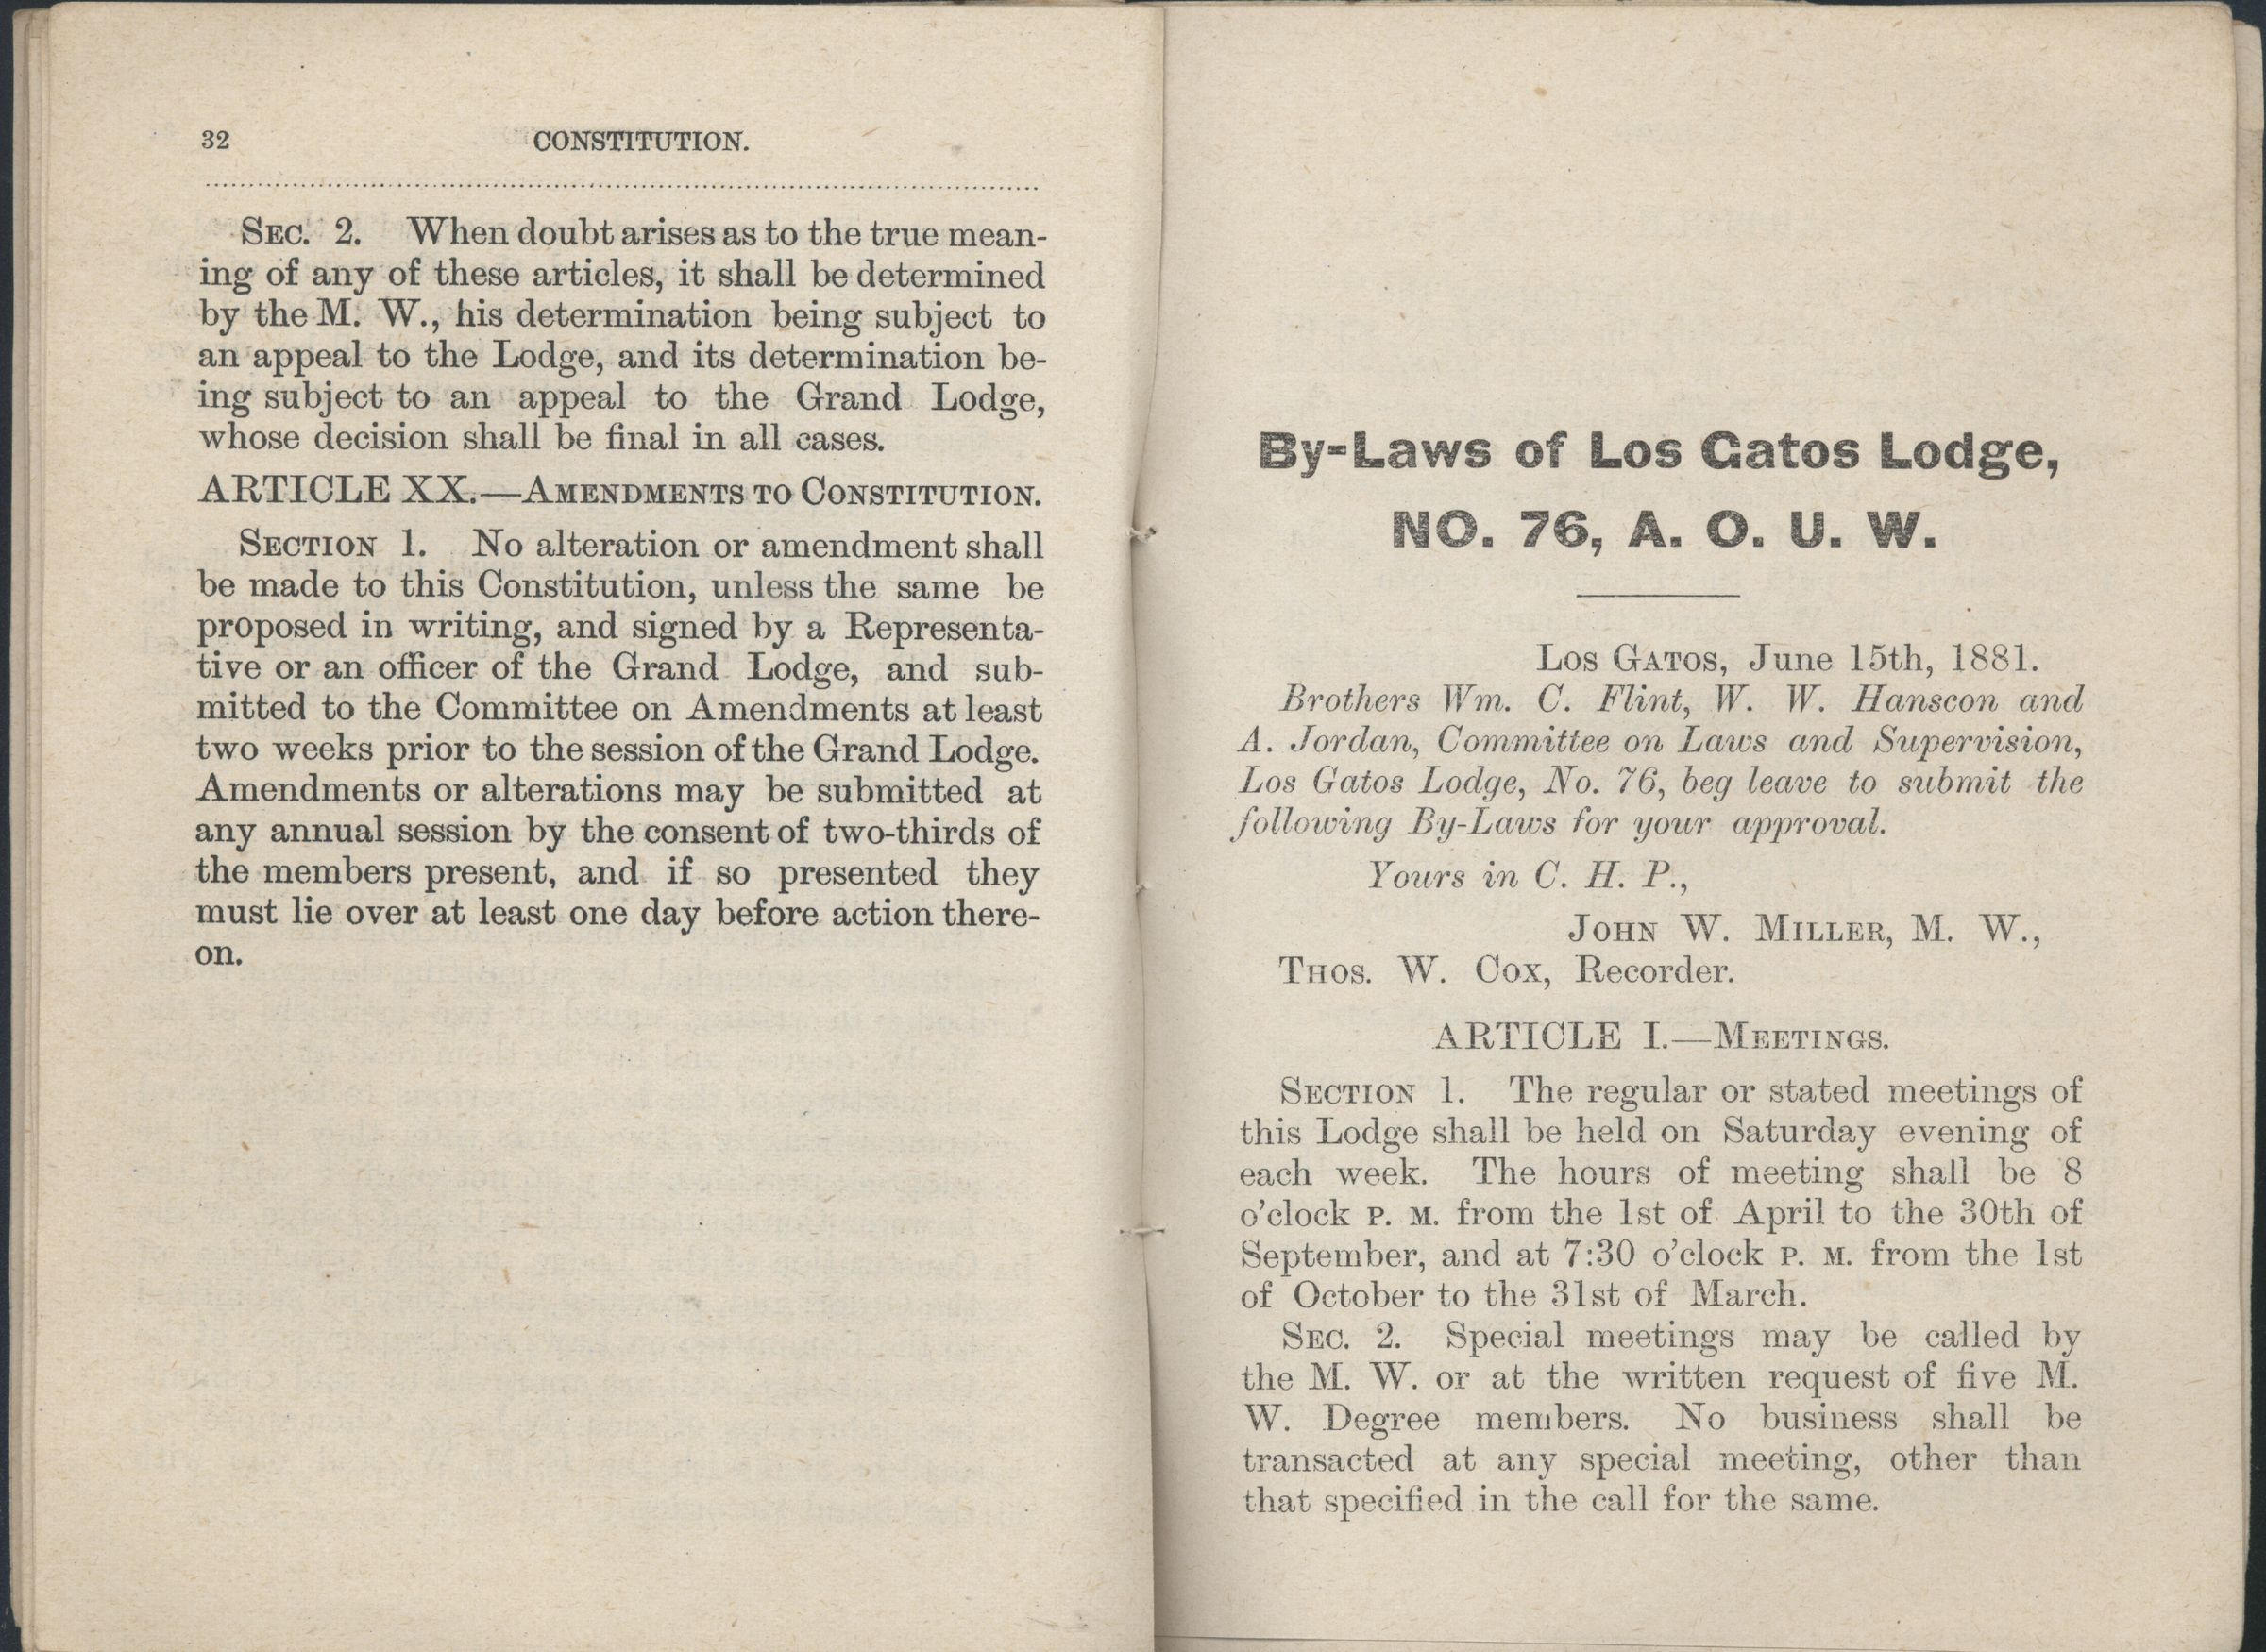 32 CONSTITUTION.
SEC. 2. When doubt arises as to the true mean-
ing of any of these articles, it shall be determined
by the M. W., his determination being subject to
an appeal to the Lodge, and its determination be-
ing subject to an appeal to the Grand Lodge,
whose decision shall be final in all cases.
ARTICLE XX.—AMENDMENTS TO CONSTITUTION.
SECTION 1. No alteration or amendment shall
be made to this Constitution, unless the same be
proposed in writing, and signed by a Representa-
tive or an officer of the Grand Lodge, and sub-
mitted to the Committee on Amendments at least
two weeks prior to the session of the Grand Lodge.
Amendments or alterations may be submitted at
any annual session by the consent of two-thirds of
the members present, and if so presented they
must lie over at least one day before action there-
on.
By-Laws of Los Gatos Lodge,
NO. 76, A. O. U. W.
LOS GATOS, June 15th, 1881.
Brothers Wm. C. Flint, W. W. Hanscon and
A. Jordan, Committee on Laws and Supervision,
Los Gatos Lodge, No. 76, beg leave to submit the
following By-Laws for your approval.
Yours in C. H. P.,
JOHN W. MILLER, M. W.,
THOS. W. COX, Recorder.
ARTICLE I.—MEETINGS.
SECTION 1. The regular or stated meetings of
this Lodge shall be held on Saturday evening of
each week. The hours of meeting shall be 8
o'clock P. M. from the 1st of April to the 30th of
September, and at 7:30 o'clock P. M. from the 1st
of October to the 31st of March.
SEC. 2. Special meetings may be called by
the M. W. or at the written request of five M.
W. Degree members. No business shall be
transacted at any special meeting, other than
that specified in the call for the same.